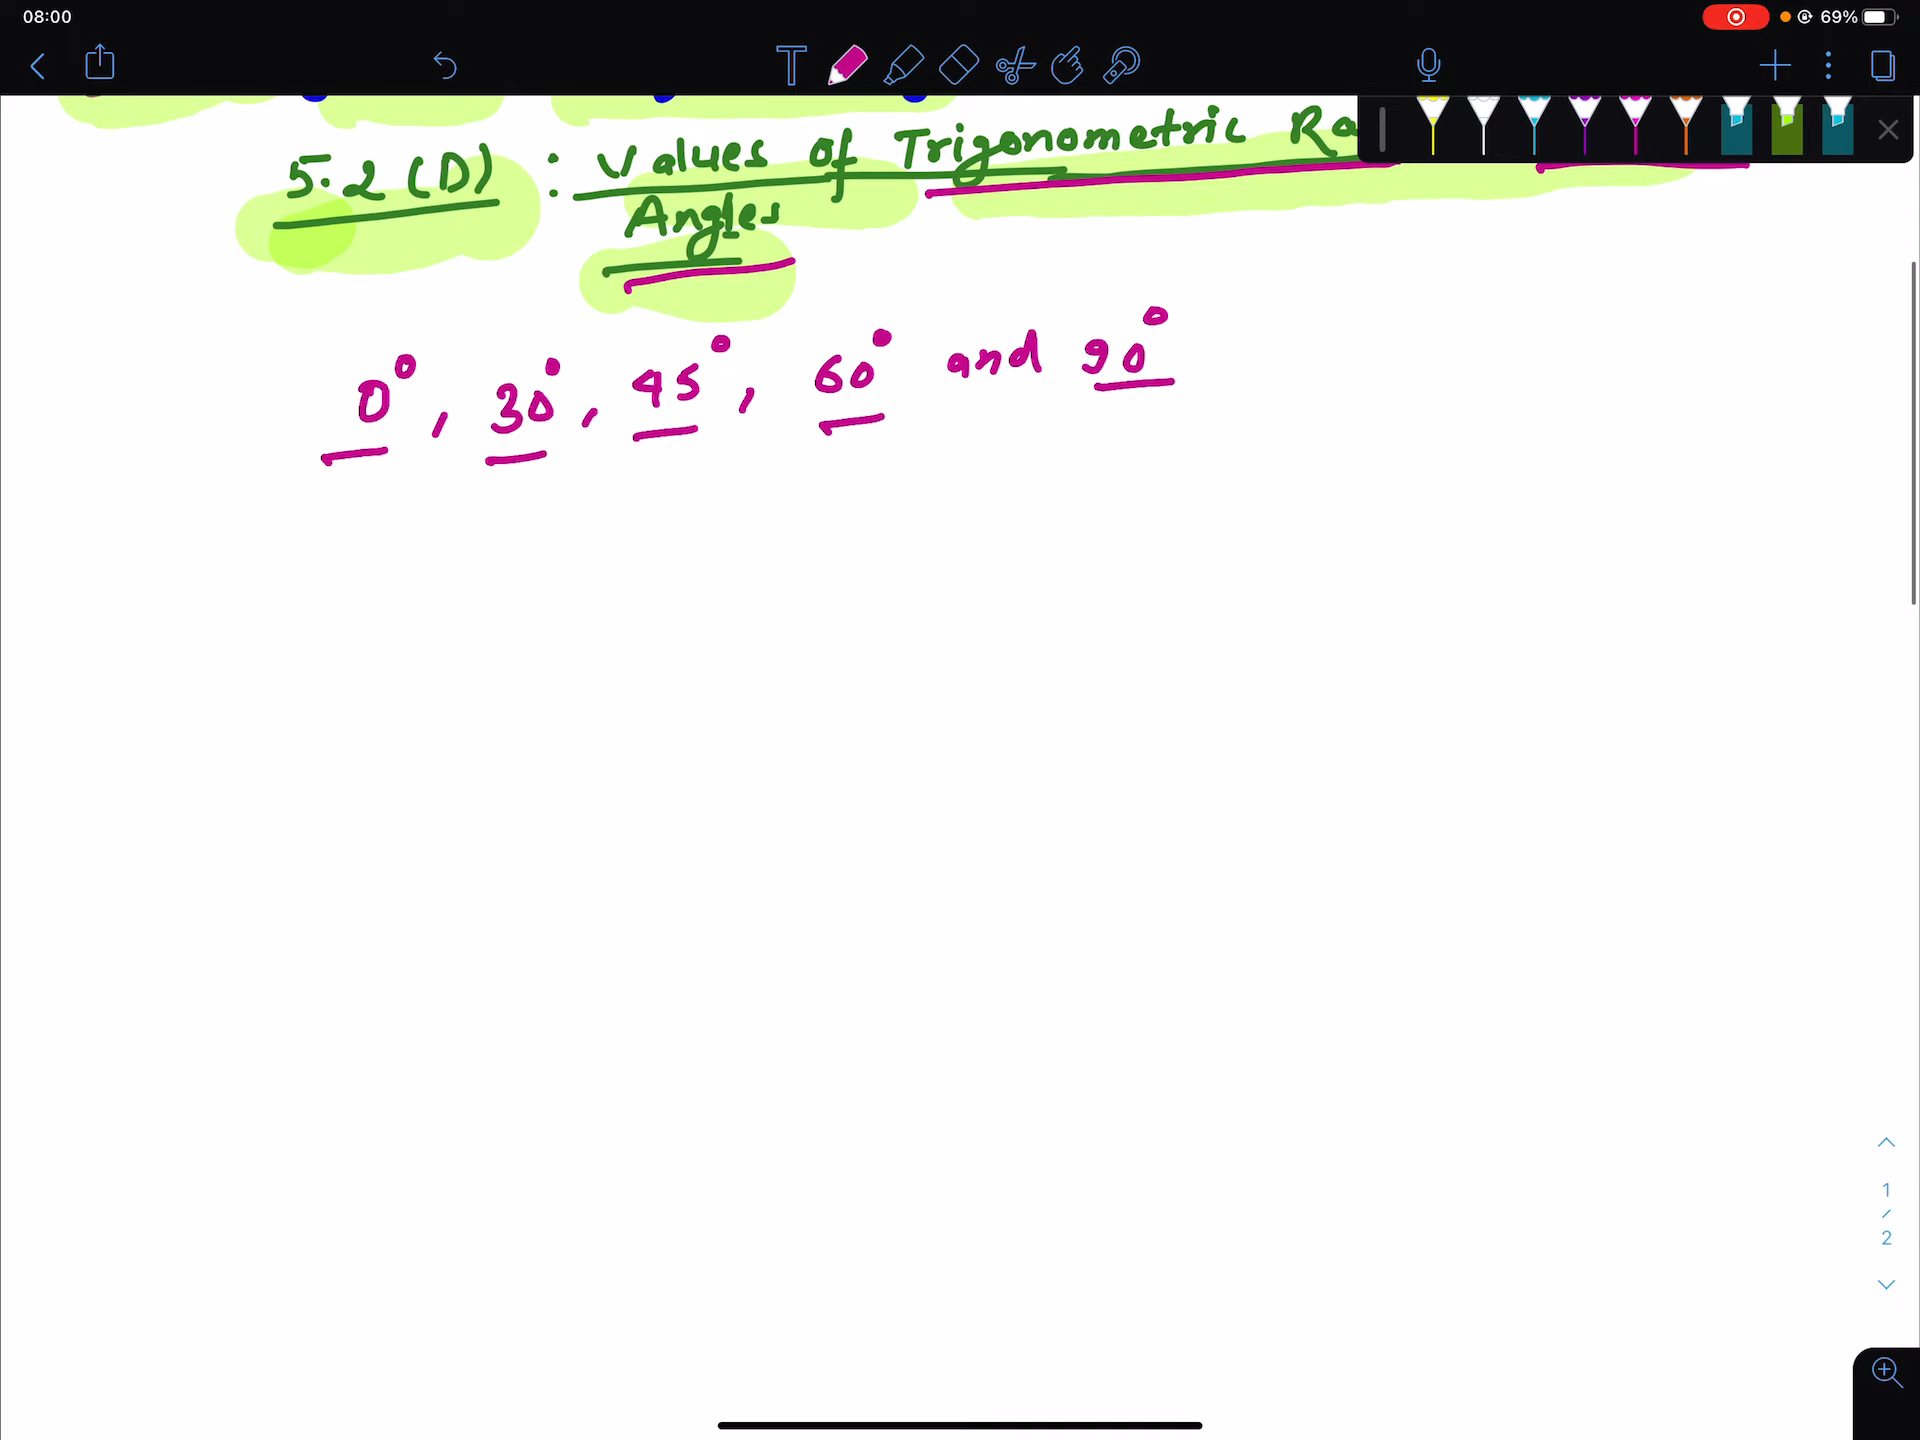 08:00
69%
5.2 (D) : Values of Trigonometric Ra
Angles
0°, 30°, 45°, 60° and 90°
1
/
2